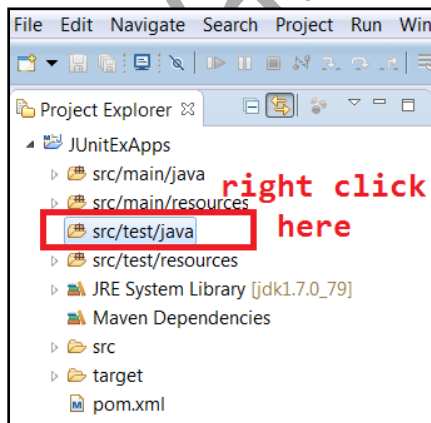 File Edit Navigate Search Project Run Win
Project Explorer
JUnitExApps
src/main/java
right click
src/main/resources
src/test/java
here
src/test/resources
JRE System Library [jdk1.7.0_79]
Maven Dependencies
src
target
pom.xml